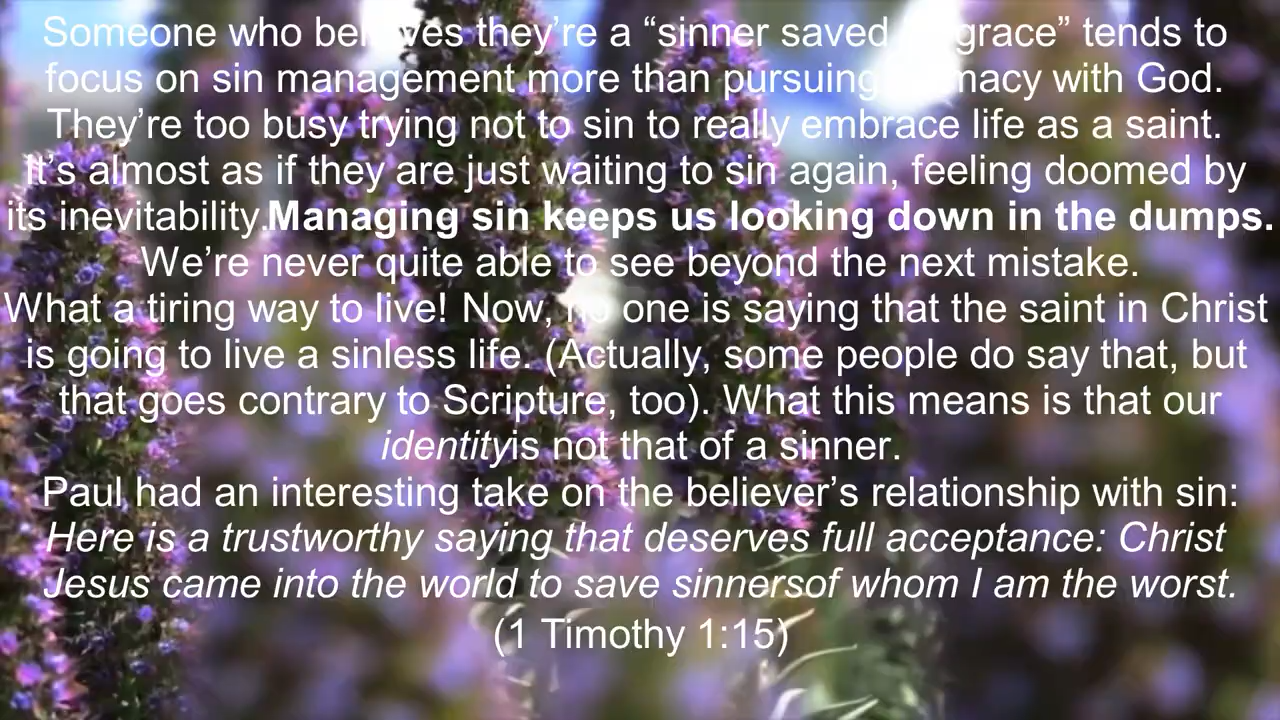 Someone who believes they’re a “sinner saved by grace” tends to
focus on sin management more than pursuing intimacy with God.
They’re too busy trying not to sin to really embrace life as a saint.
It’s almost as if they are just waiting to sin again, feeling doomed by
its inevitability.Managing sin keeps us looking down in the dumps.
We’re never quite able to see beyond the next mistake.
What a tiring way to live! Now, no one is saying that the saint in Christ
is going to live a sinless life. (Actually, some people do say that, but
that goes contrary to Scripture, too). What this means is that our
identityis not that of a sinner.
Paul had an interesting take on the believer’s relationship with sin:
Here is a trustworthy saying that deserves full acceptance: Christ
Jesus came into the world to save sinnersof whom I am the worst.
(1 Timothy 1:15)